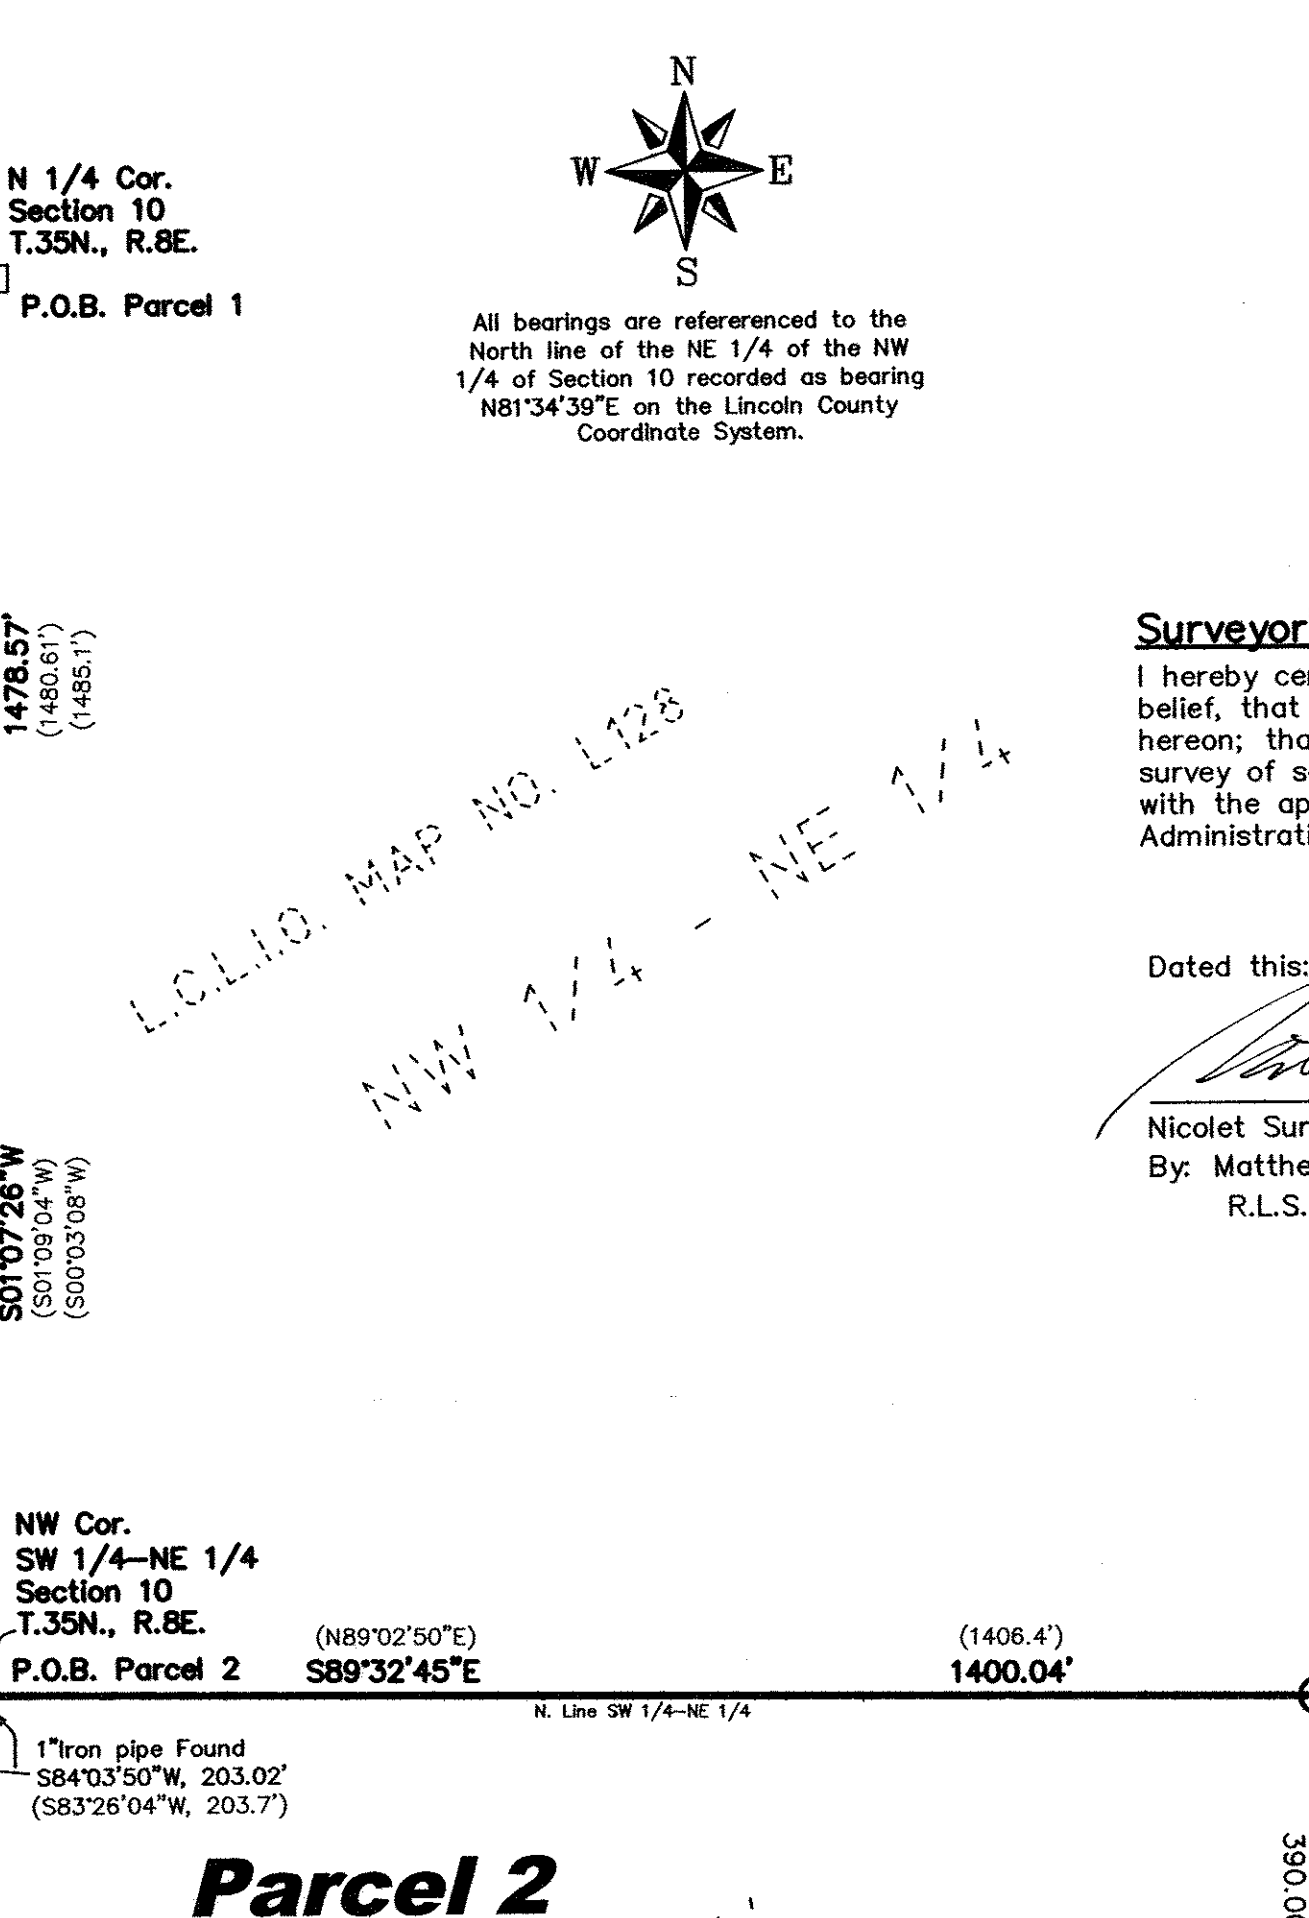 N
W E
S
N 1/4 Cor.
Section 10
T.35N., R.8E.
P.O.B. Parcel 1
All bearings are refererenced to the
North line of the NE 1/4 of the NW
1/4 of Section 10 recorded as bearing
N81°34'39"E on the Lincoln County
Coordinate System.
1478.57'
(1480.61')
(1485.1')
Surveyor
I hereby cer
belief, that
hereon; tha
survey of s
with the ap
Administrati
L.C.L.I.O. MAP NO. L128
NW 1/4 - NE 1/4
Dated this:
Nicolet Sur
By: Matthe
R.L.S.
S01°07'26"W
(S01°09'04"W)
(S00°03'08"W)
NW Cor.
SW 1/4-NE 1/4
Section 10
T.35N., R.8E.
P.O.B. Parcel 2
(N89°02'50"E)
S89°32'45"E
(1406.4')
1400.04'
N. Line SW 1/4-NE 1/4
1"Iron pipe Found
S84°03'50"W, 203.02'
(S83°26'04"W, 203.7')
Parcel 2
390.0